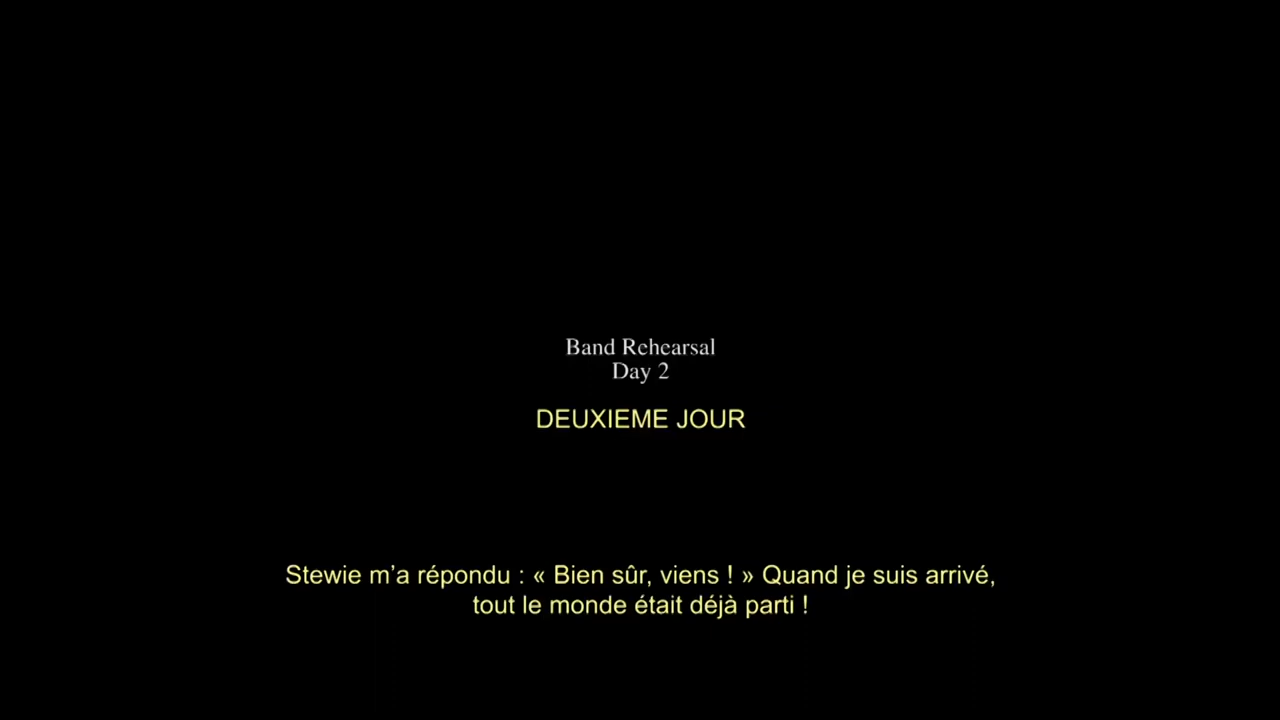 Band Rehearsal
Day 2
DEUXIEME JOUR
Stewie m’a répondu : « Bien sûr, viens ! » Quand je suis arrivé,
tout le monde était déjà parti !